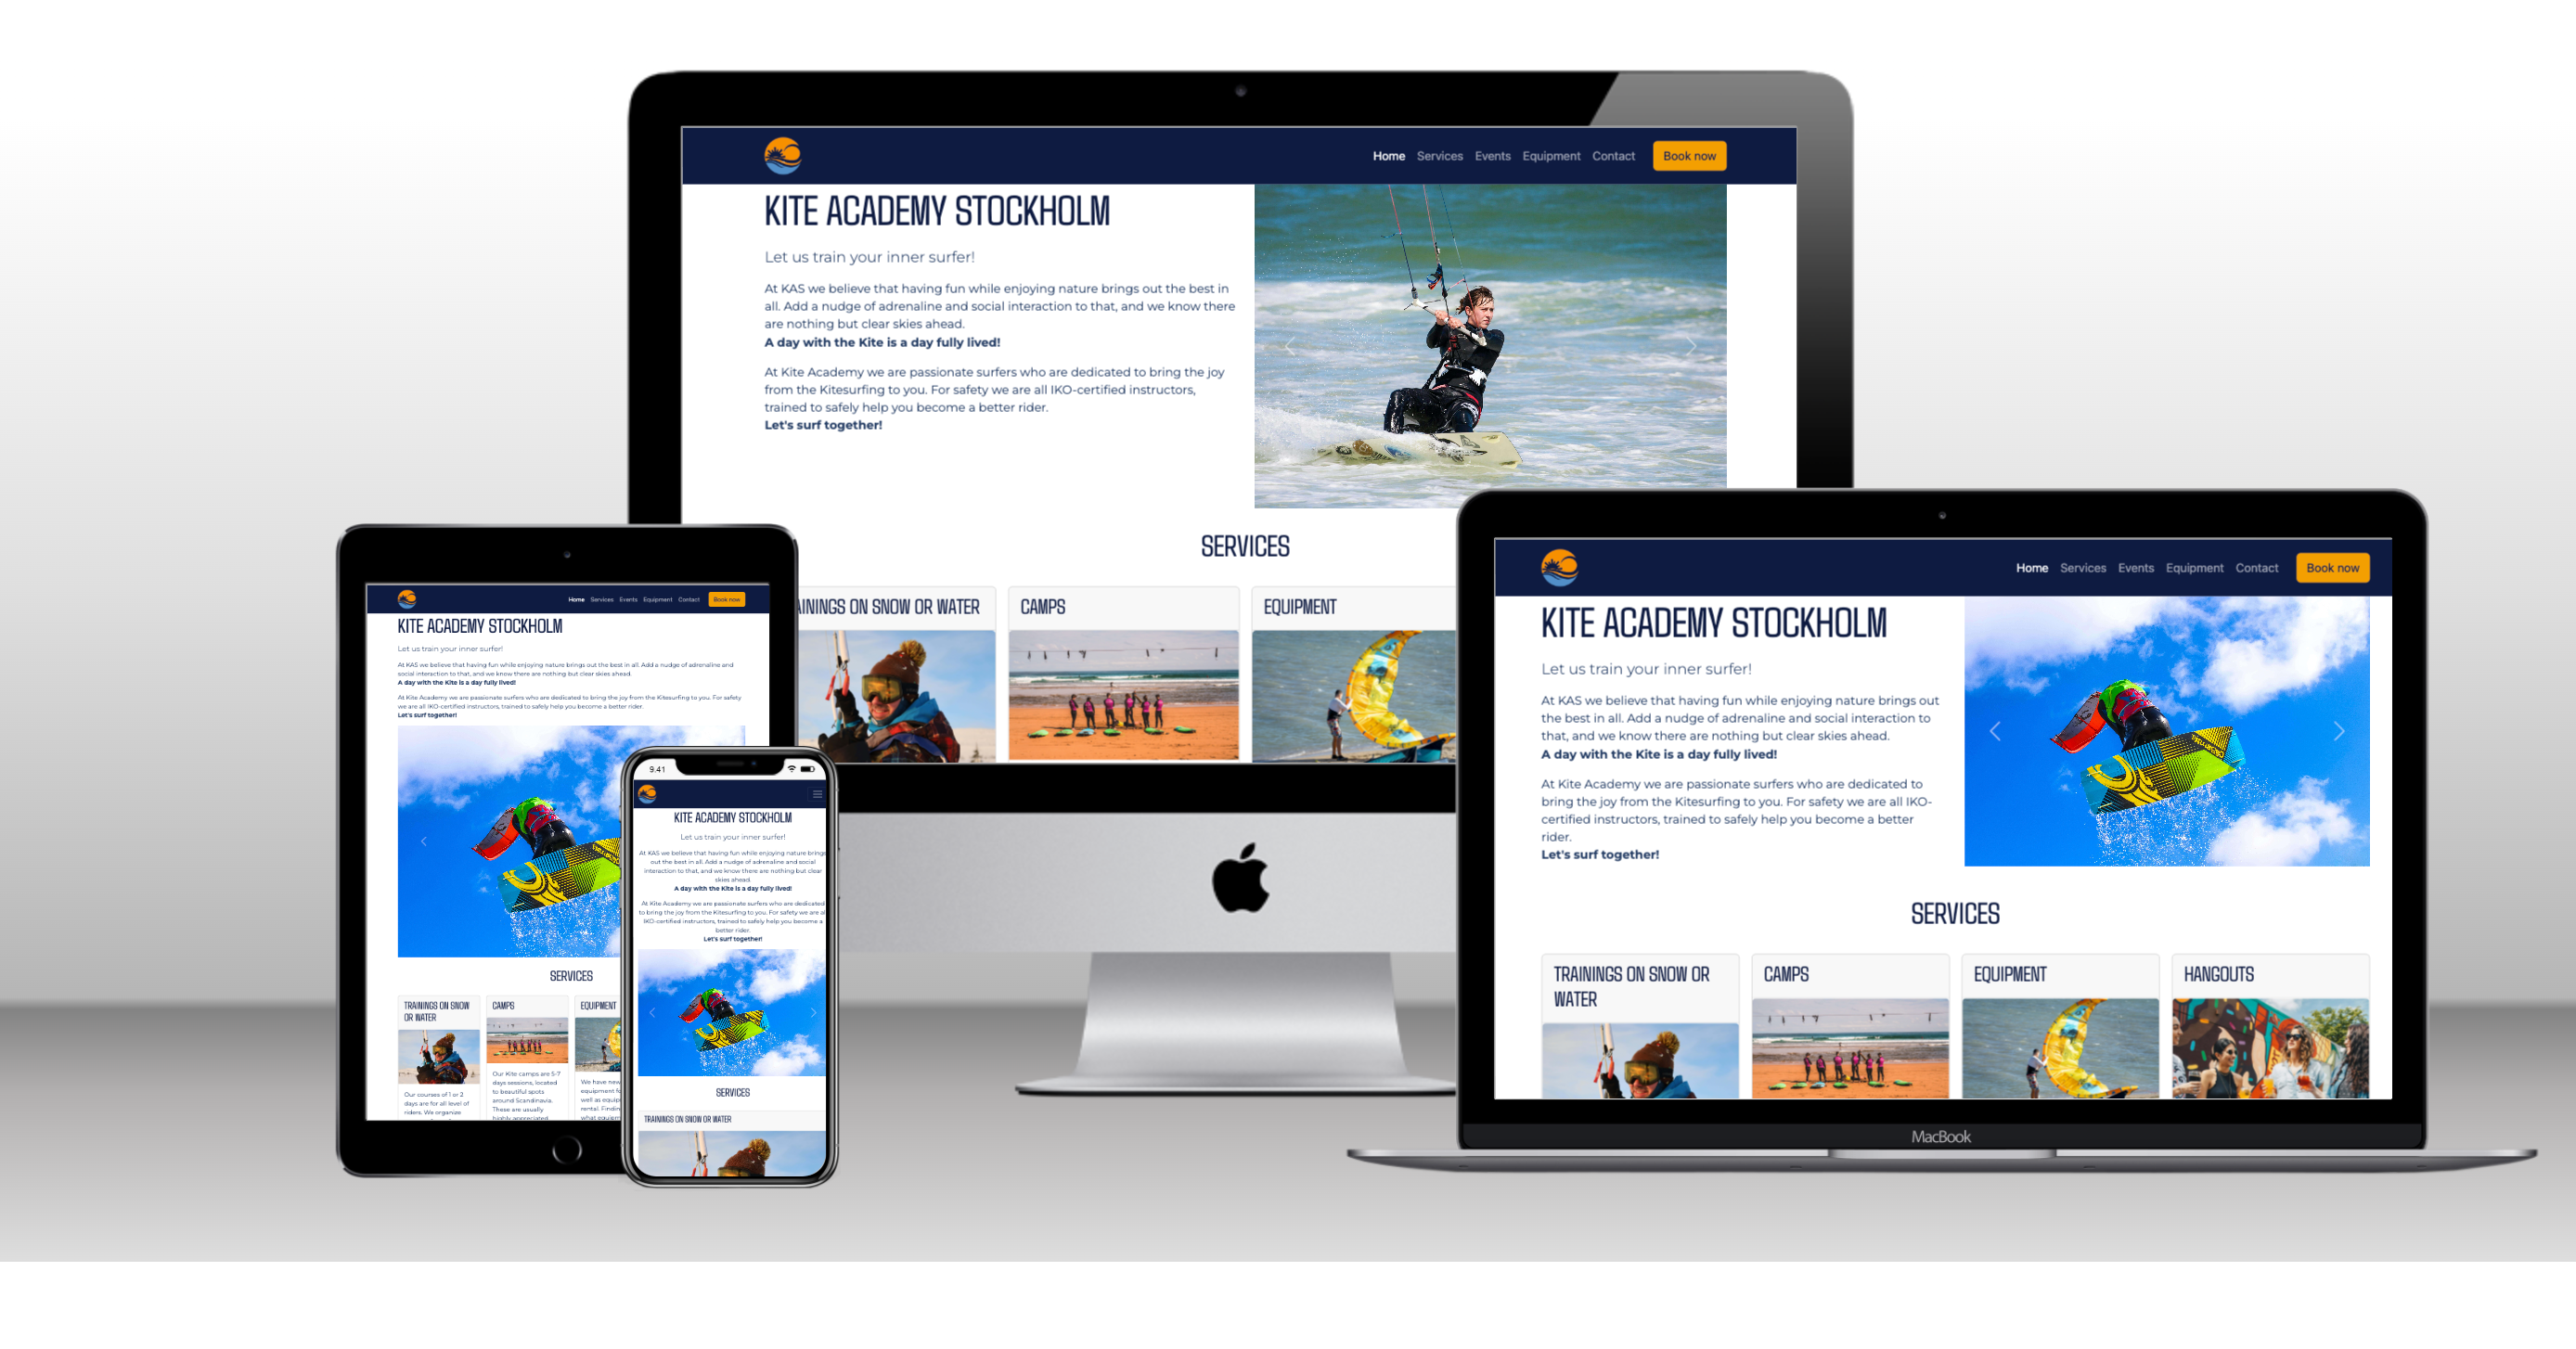 Home Services Events Equipment Contact Book now
KITE ACADEMY STOCKHOLM
Let us train your inner surfer!
At KAS we believe that having fun while enjoying nature brings out the best in
all. Add a nudge of adrenaline and social interaction to that, and we know there
are nothing but clear skies ahead.
A day with the Kite is a day fully lived!
At Kite Academy we are passionate surfers who are dedicated to bring the joy
from the Kitesurfing to you. For safety we are all IKO-certified instructors,
trained to safely help you become a better rider.
Let's surf together!
SERVICES
AININGS ON SNOW OR WATER
CAMPS
EQUIPMENT
Home Services Events Equipment Contact Book now
KITE ACADEMY STOCKHOLM
Let us train your inner surfer!
At KAS we believe that having fun while enjoying nature brings out the best in all. Add a nudge of adrenaline and
social interaction to that, and we know there are nothing but clear skies ahead.
A day with the Kite is a day fully lived!
At Kite Academy we are passionate surfers who are dedicated to bring the joy from the Kitesurfing to you. For safety
we are all IKO-certified instructors, trained to safely help you become a better rider.
Let's surf together!
SERVICES
TRAININGS ON SNOW
OR WATER
CAMPS
EQUIPMENT
Our courses of 1 or 2
days are for all level of
riders. We organize
Our Kite camps are 5-7
days sessions, located
to beautiful spots
around Scandinavia.
These are usually
highly appreciated
We have new
equipment fo
well as equip
rental. Findin
what equipm
9:41
KITE ACADEMY STOCKHOLM
Let us train your inner surfer!
At KAS we believe that having fun while enjoying nature brings
out the best in all. Add a nudge of adrenaline and social
interaction to that, and we know there are nothing but clear
skies ahead.
A day with the Kite is a day fully lived!
At Kite Academy we are passionate surfers who are dedicated
to bring the joy from the Kitesurfing to you. For safety we are all
IKO-certified instructors, trained to safely help you become a
better rider.
Let's surf together!
SERVICES
TRAININGS ON SNOW OR WATER
Home Services Events Equipment Contact Book now
KITE ACADEMY STOCKHOLM
Let us train your inner surfer!
At KAS we believe that having fun while enjoying nature brings out
the best in all. Add a nudge of adrenaline and social interaction to
that, and we know there are nothing but clear skies ahead.
A day with the Kite is a day fully lived!
At Kite Academy we are passionate surfers who are dedicated to
bring the joy from the Kitesurfing to you. For safety we are all IKO-
certified instructors, trained to safely help you become a better
rider.
Let's surf together!
SERVICES
TRAININGS ON SNOW OR
WATER
CAMPS
EQUIPMENT
HANGOUTS
MacBook